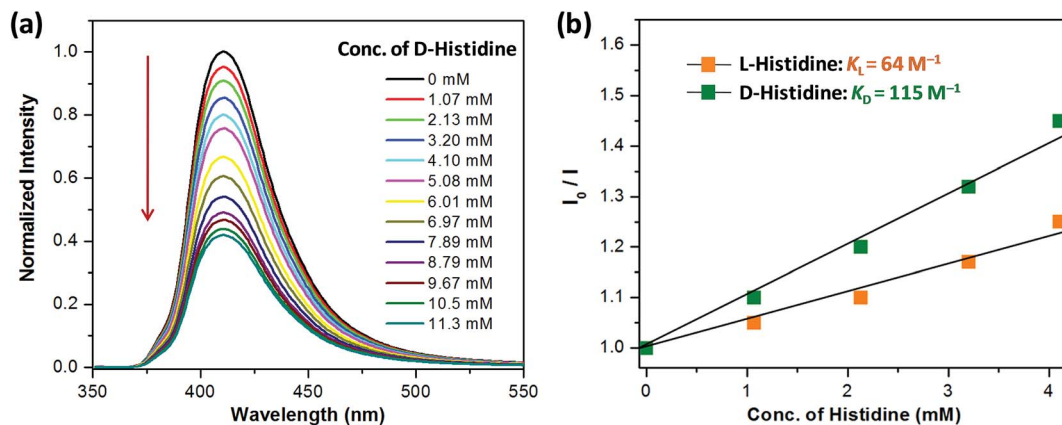 (a)
Conc. of D-Histidine
0 mM
1.07 mM
2.13 mM
3.20 mM
4.10 mM
5.08 mM
6.01 mM
6.97 mM
7.89 mM
8.79 mM
9.67 mM
10.5 mM
11.3 mM
Normalized Intensity
1.0
0.8
0.6
0.4
0.2
0.0
350
400
450
500
550
Wavelength (nm)
(b)
L-Histidine: K_L = 64 M⁻¹
D-Histidine: K_D = 115 M⁻¹
I₀ / I
1.6
1.5
1.4
1.3
1.2
1.1
1.0
0
1
2
3
4
Conc. of Histidine (mM)